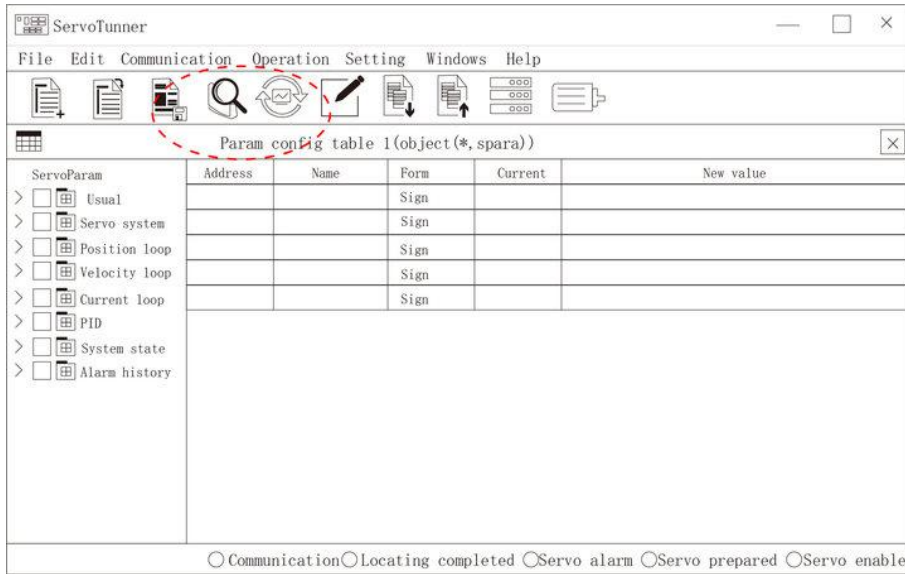 ServoTunner
File Edit Communication Operation Setting Windows Help
Param config table 1(object(*,spara))
ServoParam Address Name Form Current New value
Usual Sign
Servo system Sign
Position loop Sign
Velocity loop Sign
Current loop Sign
PID
System state
Alarm history
Communication Locating completed Servo alarm Servo prepared Servo enable